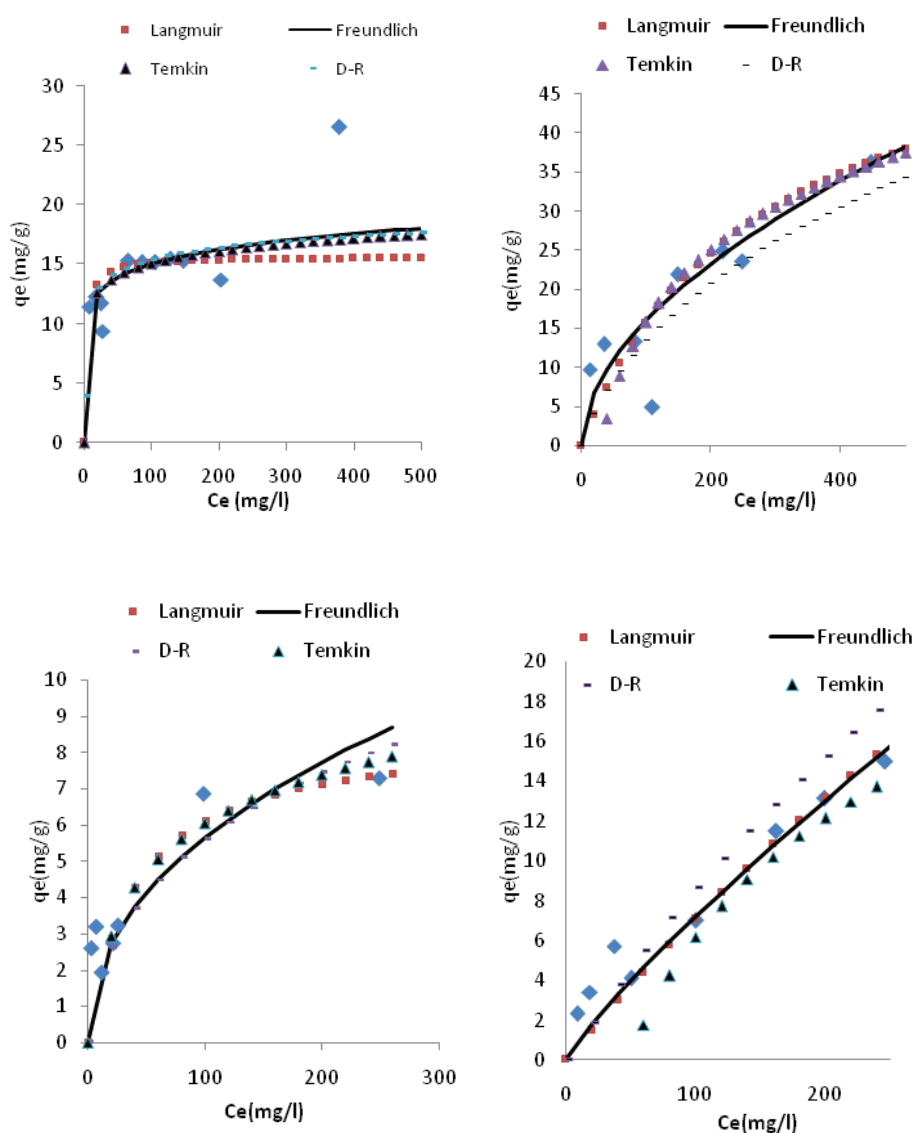 Langmuir Freundlich
Temkin D-R
30
25
20
15
10
5
0
0 100 200 300 400 500
qe (mg/g)
Ce (mg/l)
Langmuir Freundlich
Temkin D-R
45
40
35
30
25
20
15
10
5
0
0 200 400
qe(mg/g)
Ce (mg/l)
Langmuir Freundlich
D-R Temkin
10
9
8
7
6
5
4
3
2
1
0
0 100 200 300
qe(mg/g)
Ce(mg/l)
Langmuir Freundlich
D-R Temkin
20
18
16
14
12
10
8
6
4
2
0
0 100 200
qe(mg/g)
Ce(mg/l)